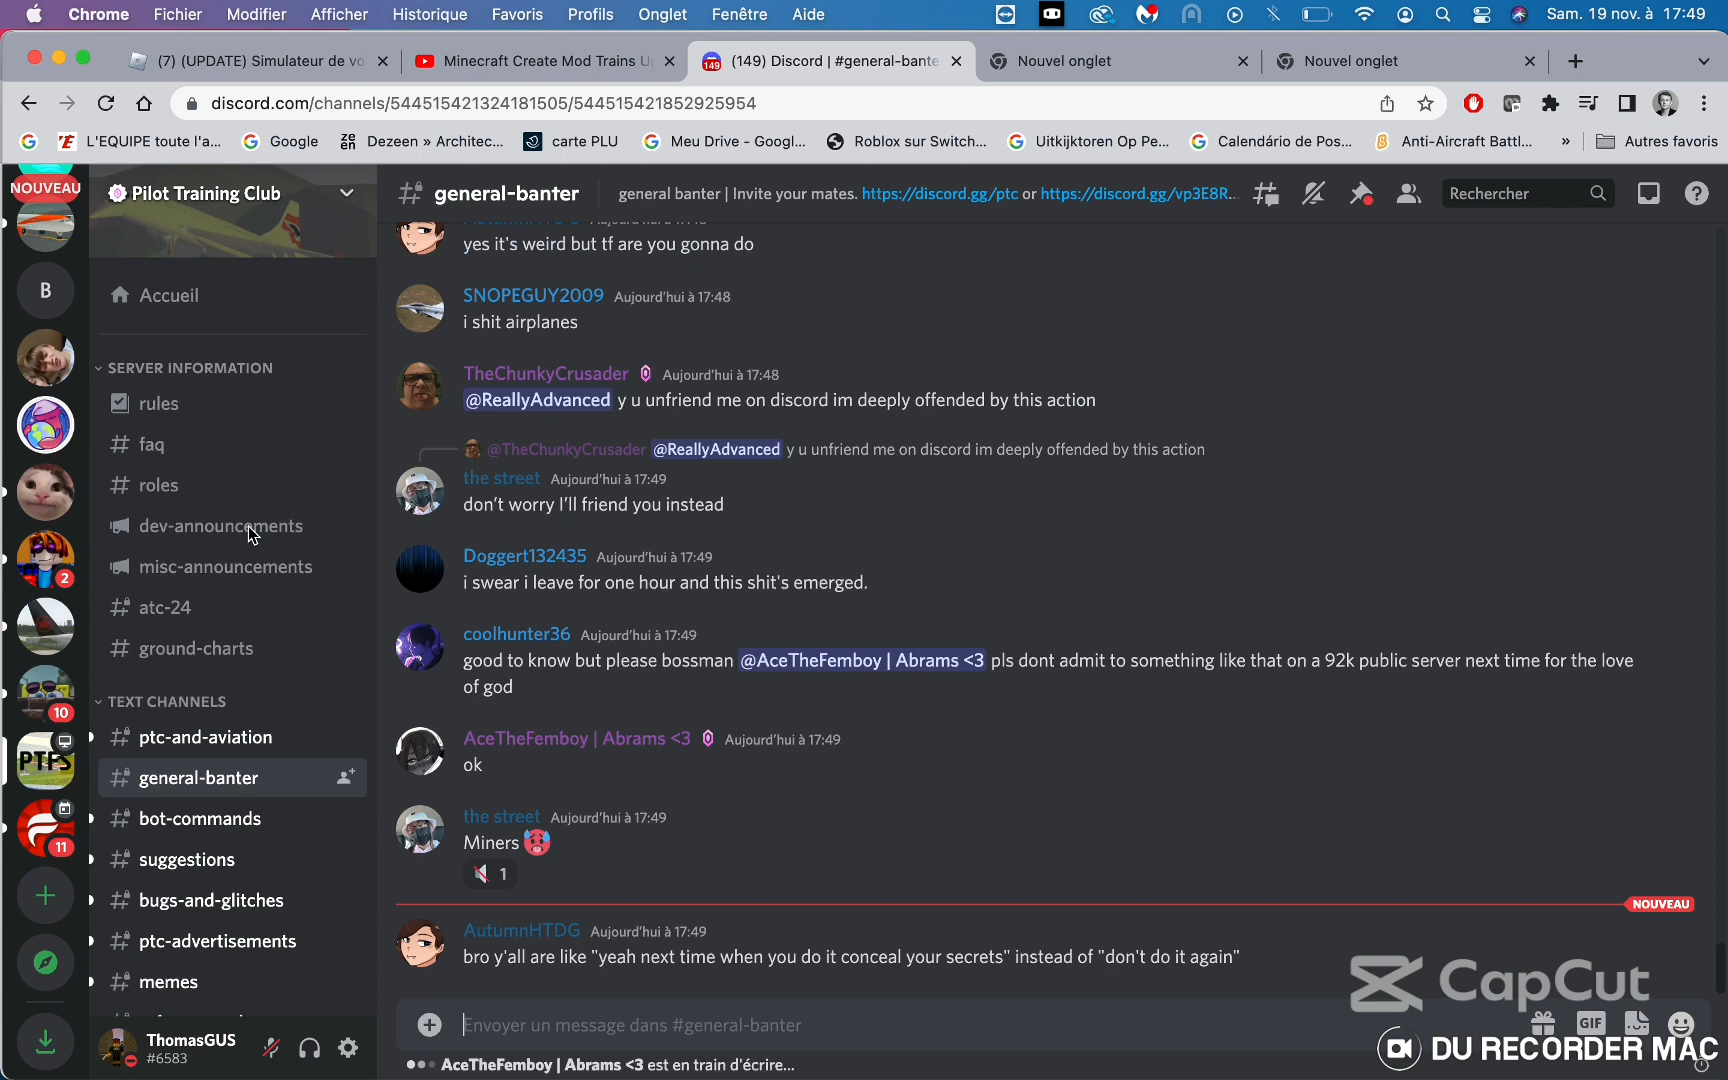 Chrome Fichier Modifier Afficher Historique Favoris Profils Onglet Fenêtre Aide Sam. 19 nov. à 17:49
(7) (UPDATE) Simulateur de vo Minecraft Create Mod Trains U 149 (149) Discord | #general-bante Nouvel onglet Nouvel onglet
discord.com/channels/544515421324181505/544515421852925954
L'EQUIPE toute l'a... Google Dezeen » Architec... carte PLU Meu Drive - Googl... Roblox sur Switch... Uitkijktoren Op Pe... Calendário de Pos... Anti-Aircraft Battl... » Autres favoris
NOUVEAU
Pilot Training Club
general-banter general banter | Invite your mates. https://discord.gg/ptc or https://discord.gg/vp3E8R... Rechercher
B
Accueil
SERVER INFORMATION
rules
faq
roles
dev-announcements
misc-announcements
atc-24
ground-charts
TEXT CHANNELS
ptc-and-aviation
general-banter
bot-commands
suggestions
bugs-and-glitches
ptc-advertisements
memes
2
10
PTFS
11
ThomasGUS
#6583
yes it's weird but tf are you gonna do
SNOPEGUY2009 Aujourd'hui à 17:48
i shit airplanes
TheChunkyCrusader Aujourd'hui à 17:48
@ReallyAdvanced y u unfriend me on discord im deeply offended by this action
@TheChunkyCrusader @ReallyAdvanced y u unfriend me on discord im deeply offended by this action
the street Aujourd'hui à 17:49
don't worry I'll friend you instead
Doggert132435 Aujourd'hui à 17:49
i swear i leave for one hour and this shit's emerged.
coolhunter36 Aujourd'hui à 17:49
good to know but please bossman @AceTheFemboy | Abrams <3 pls dont admit to something like that on a 92k public server next time for the love
of god
AceTheFemboy | Abrams <3 Aujourd'hui à 17:49
ok
the street Aujourd'hui à 17:49
Miners
1
NOUVEAU
AutumnHTDG Aujourd'hui à 17:49
bro y'all are like "yeah next time when you do it conceal your secrets" instead of "don't do it again"
CapCut
Envoyer un message dans #general-banter
GIF
DU RECORDER MAC
AceTheFemboy | Abrams <3 est en train d'écrire...